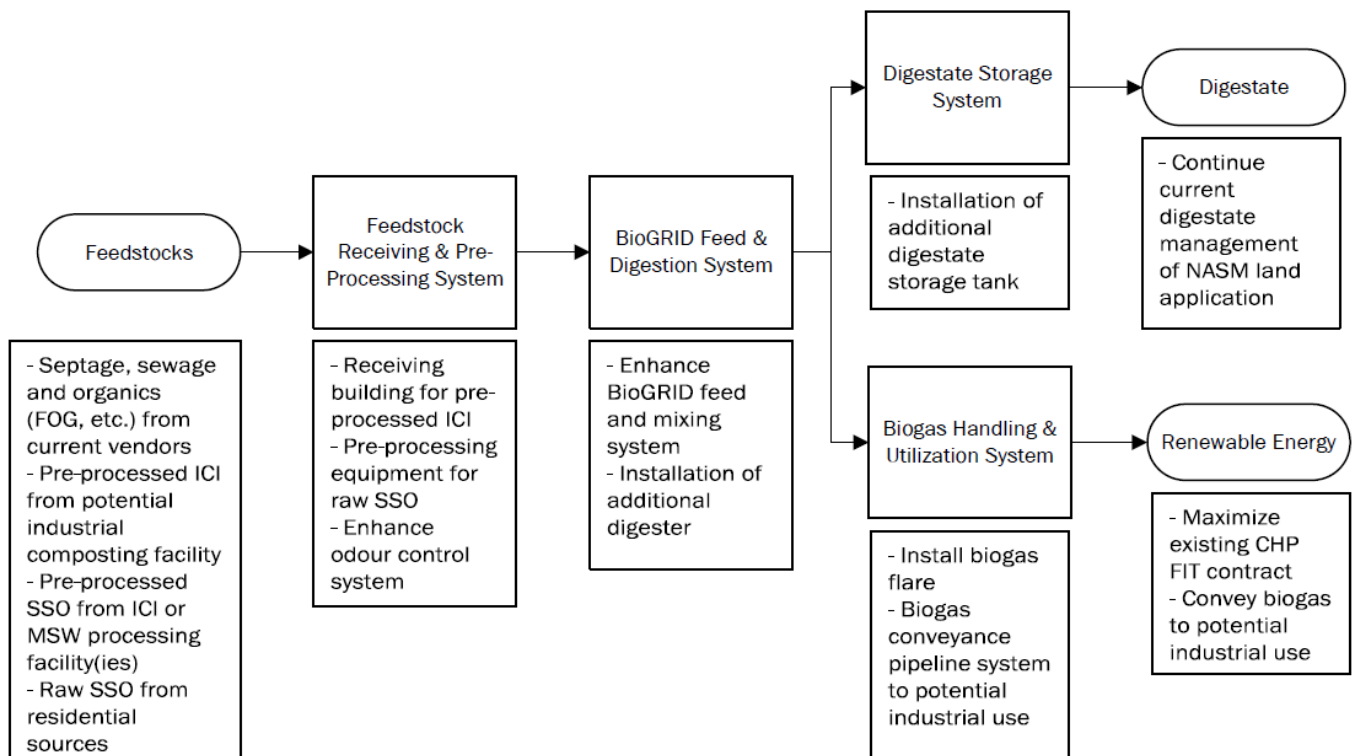 Feedstocks
- Septage, sewage
and organics
(FOG, etc.) from
current vendors
- Pre-processed ICI
from potential
industrial
composting facility
- Pre-processed
SSO from ICI or
MSW processing
facility(ies)
- Raw SSO from
residential
sources
Feedstock
Receiving & Pre-
Processing System
- Receiving
building for pre-
processed ICI
- Pre-processing
equipment for
raw SSO
- Enhance
odour control
system
BioGRID Feed &
Digestion System
- Enhance
BioGRID feed
and mixing
system
- Installation of
additional
digester
Digestate Storage
System
- Installation of
additional
digestate
storage tank
Digestate
- Continue
current
digestate
management
of NASM land
application
Biogas Handling &
Utilization System
- Install biogas
flare
- Biogas
conveyance
pipeline system
to potential
industrial use
Renewable Energy
- Maximize
existing CHP
FIT contract
- Convey biogas
to potential
industrial use